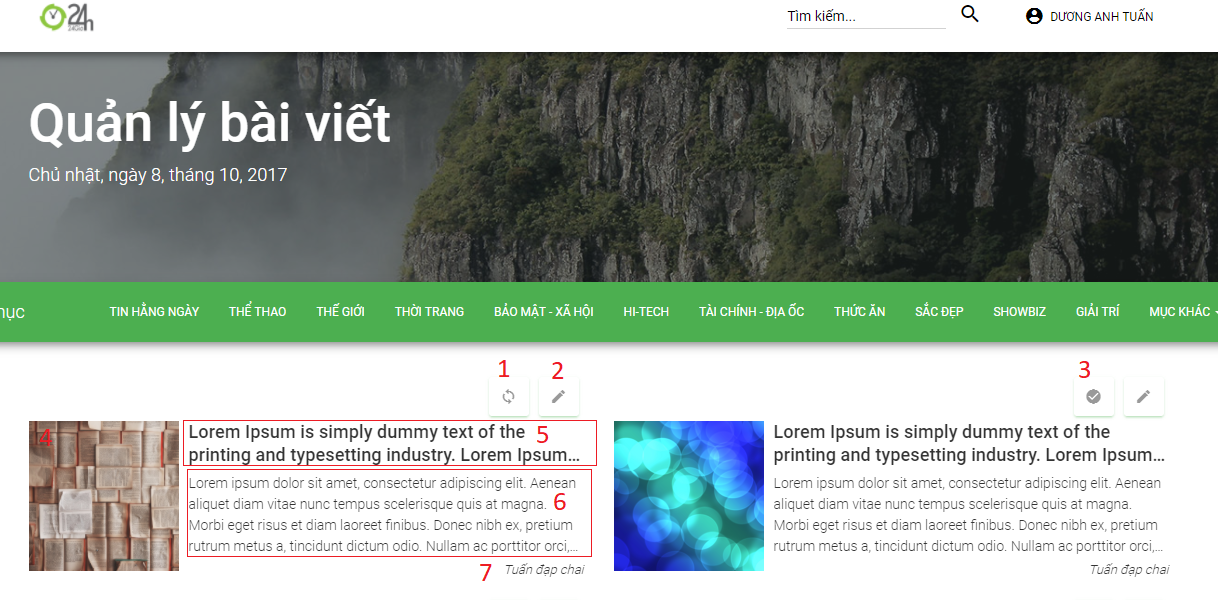 24h
Tìm kiếm...
DƯƠNG ANH TUẤN
Quản lý bài viết
Chủ nhật, ngày 8, tháng 10, 2017
mục
TIN HẰNG NGÀY THỂ THAO THẾ GIỚI THỜI TRANG BẢO MẬT - XÃ HỘI HI-TECH TÀI CHÍNH - ĐỊA ỐC THỨC ĂN SẮC ĐẸP SHOWBIZ GIẢI TRÍ MỤC KHÁC
1 2 3
4
Lorem Ipsum is simply dummy text of the 5
printing and typesetting industry. Lorem Ipsum...
Lorem ipsum dolor sit amet, consectetur adipiscing elit. Aenean
aliquet diam vitae nunc tempus scelerisque quis at magna. 6
Morbi eget risus et diam laoreet finibus. Donec nibh ex, pretium
rutrum metus a, tincidunt dictum odio. Nullam ac porttitor orci,...
7 Tuấn đạp chai
Lorem Ipsum is simply dummy text of the
printing and typesetting industry. Lorem Ipsum...
Lorem ipsum dolor sit amet, consectetur adipiscing elit. Aenean
aliquet diam vitae nunc tempus scelerisque quis at magna.
Morbi eget risus et diam laoreet finibus. Donec nibh ex, pretium
rutrum metus a, tincidunt dictum odio. Nullam ac porttitor orci,...
Tuấn đạp chai